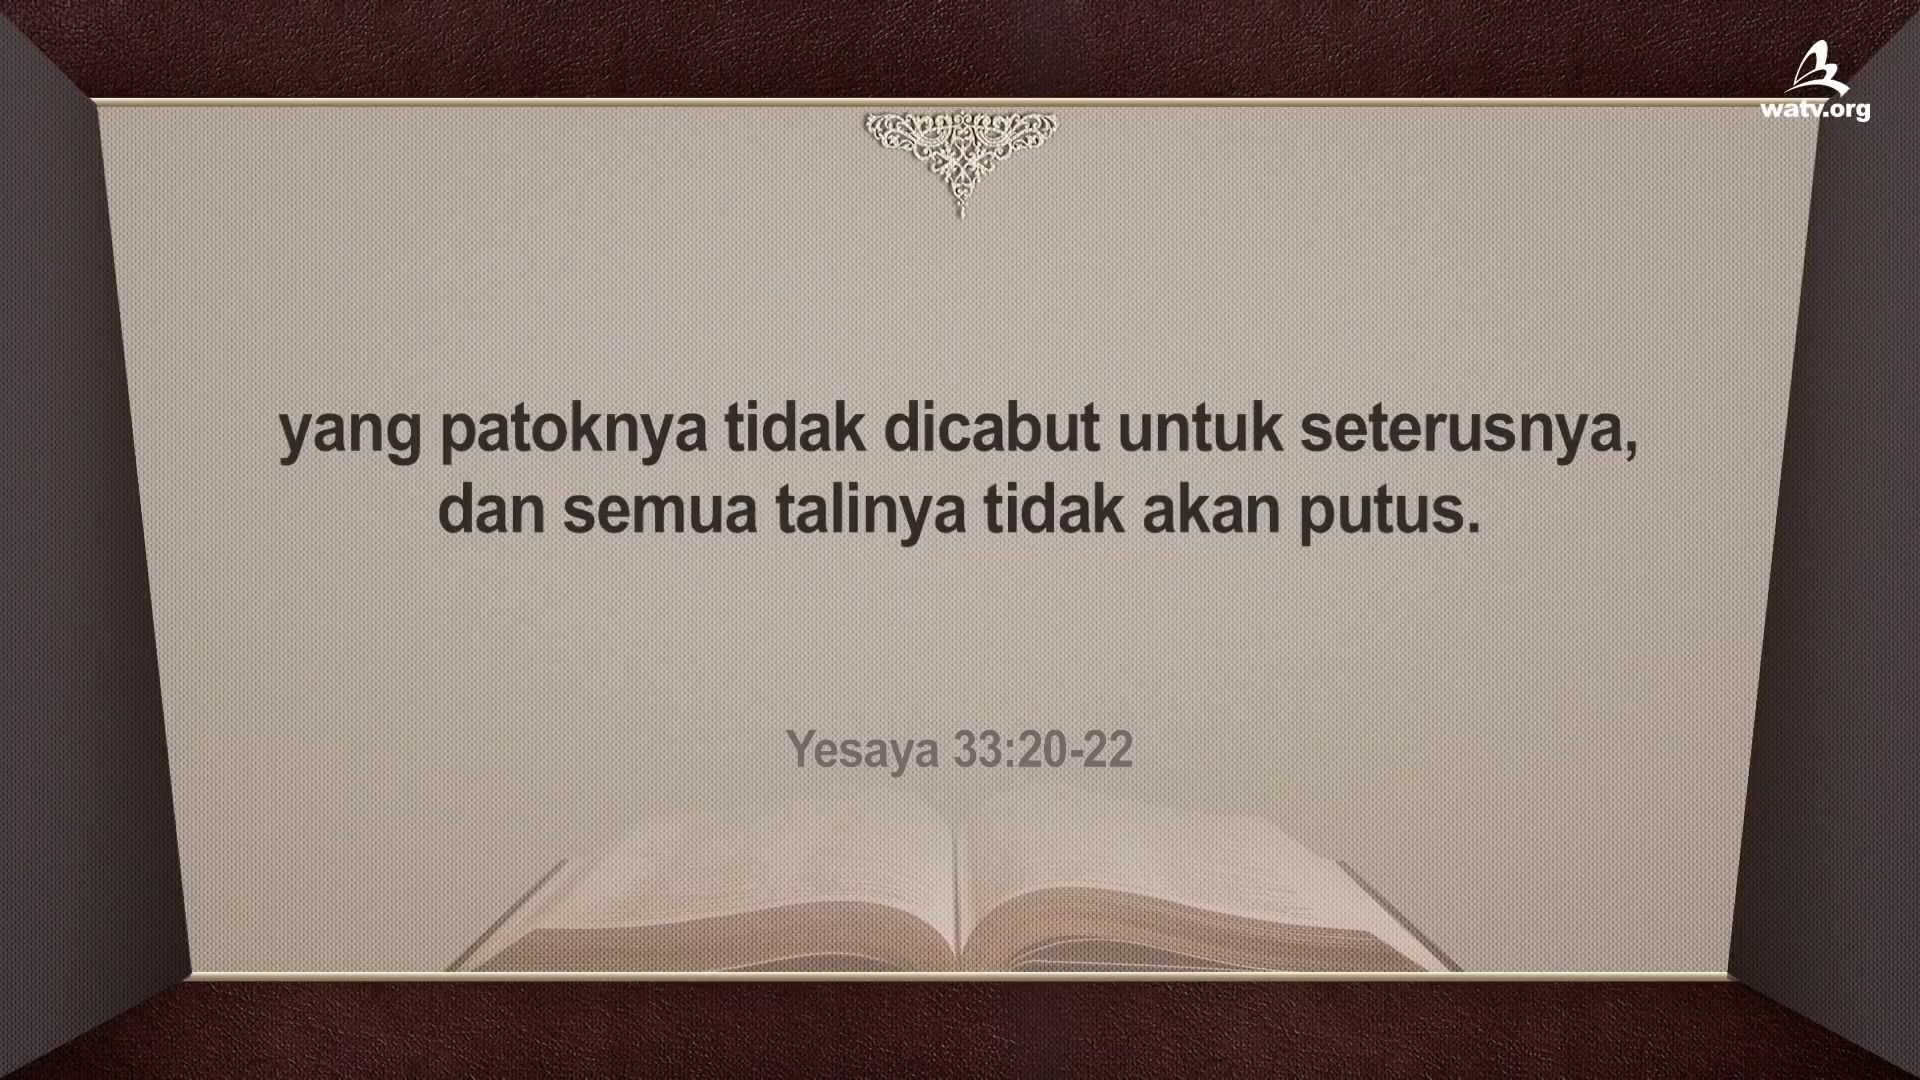 watv.org
yang patoknya tidak dicabut untuk seterusnya,
dan semua talinya tidak akan putus.
Yesaya 33:20-22